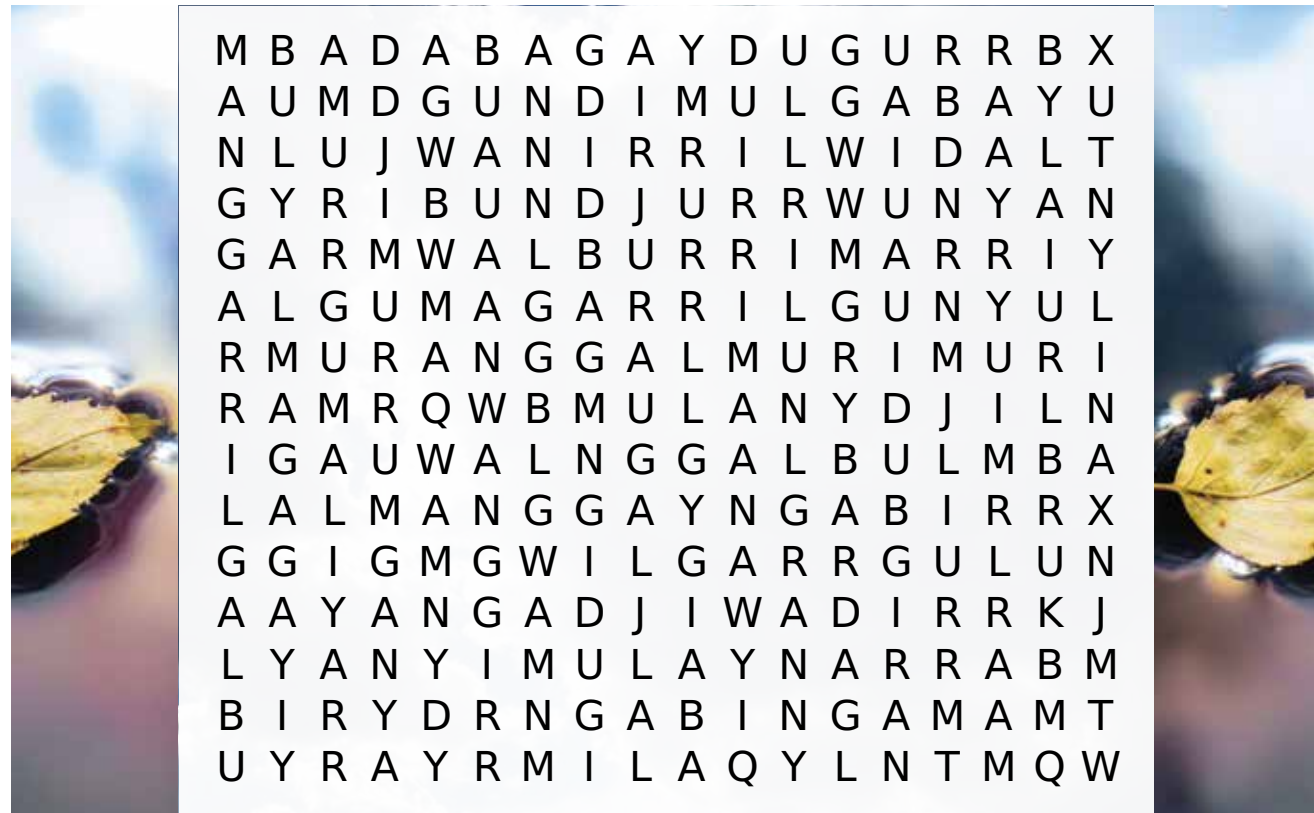 M B A D A B A G A Y D U G U R R B X
A U M D G U N D I M U L G A B A Y U
N L U J W A N I R R I L W I D A L T
G Y R I B U N D J U R R W U N Y A N
G A R M W A L B U R R I M A R R I Y
A L G U M A G A R R I L G U N Y U L
R M U R A N G G A L M U R I M U R I
R A M R Q W B M U L A N Y D J I L N
I G A U W A L N G G A L B U L M B A
L A L M A N G G A Y N G A B I R R X
G G I G M G W I L G A R R G U L U N
A A Y A N G A D J I W A D I R R K J
L Y A N Y I M U L A Y N A R R A B M
B I R Y D R N G A B I N G A M A M T
U Y R A Y R M I L A Q Y L N T M Q W